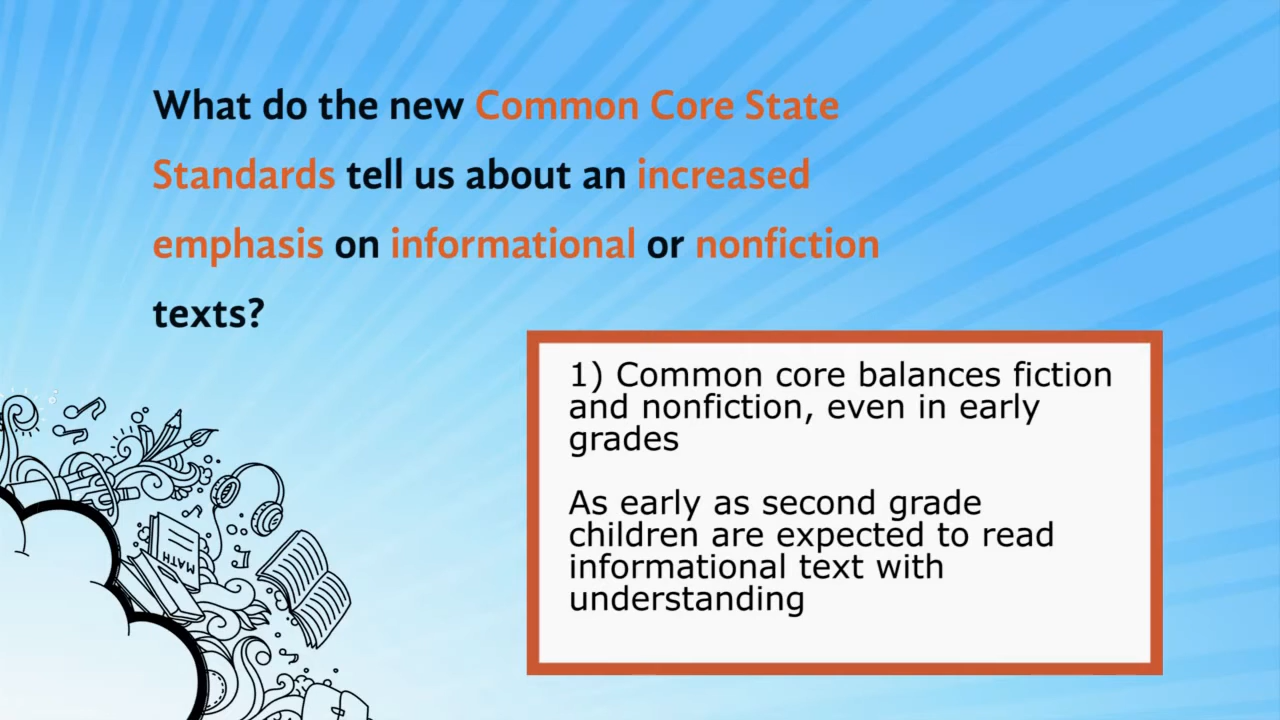 What do the new Common Core State
Standards tell us about an increased
emphasis on informational or nonfiction
texts?
1) Common core balances fiction
and nonfiction, even in early
grades
As early as second grade
children are expected to read
informational text with
understanding
MATH